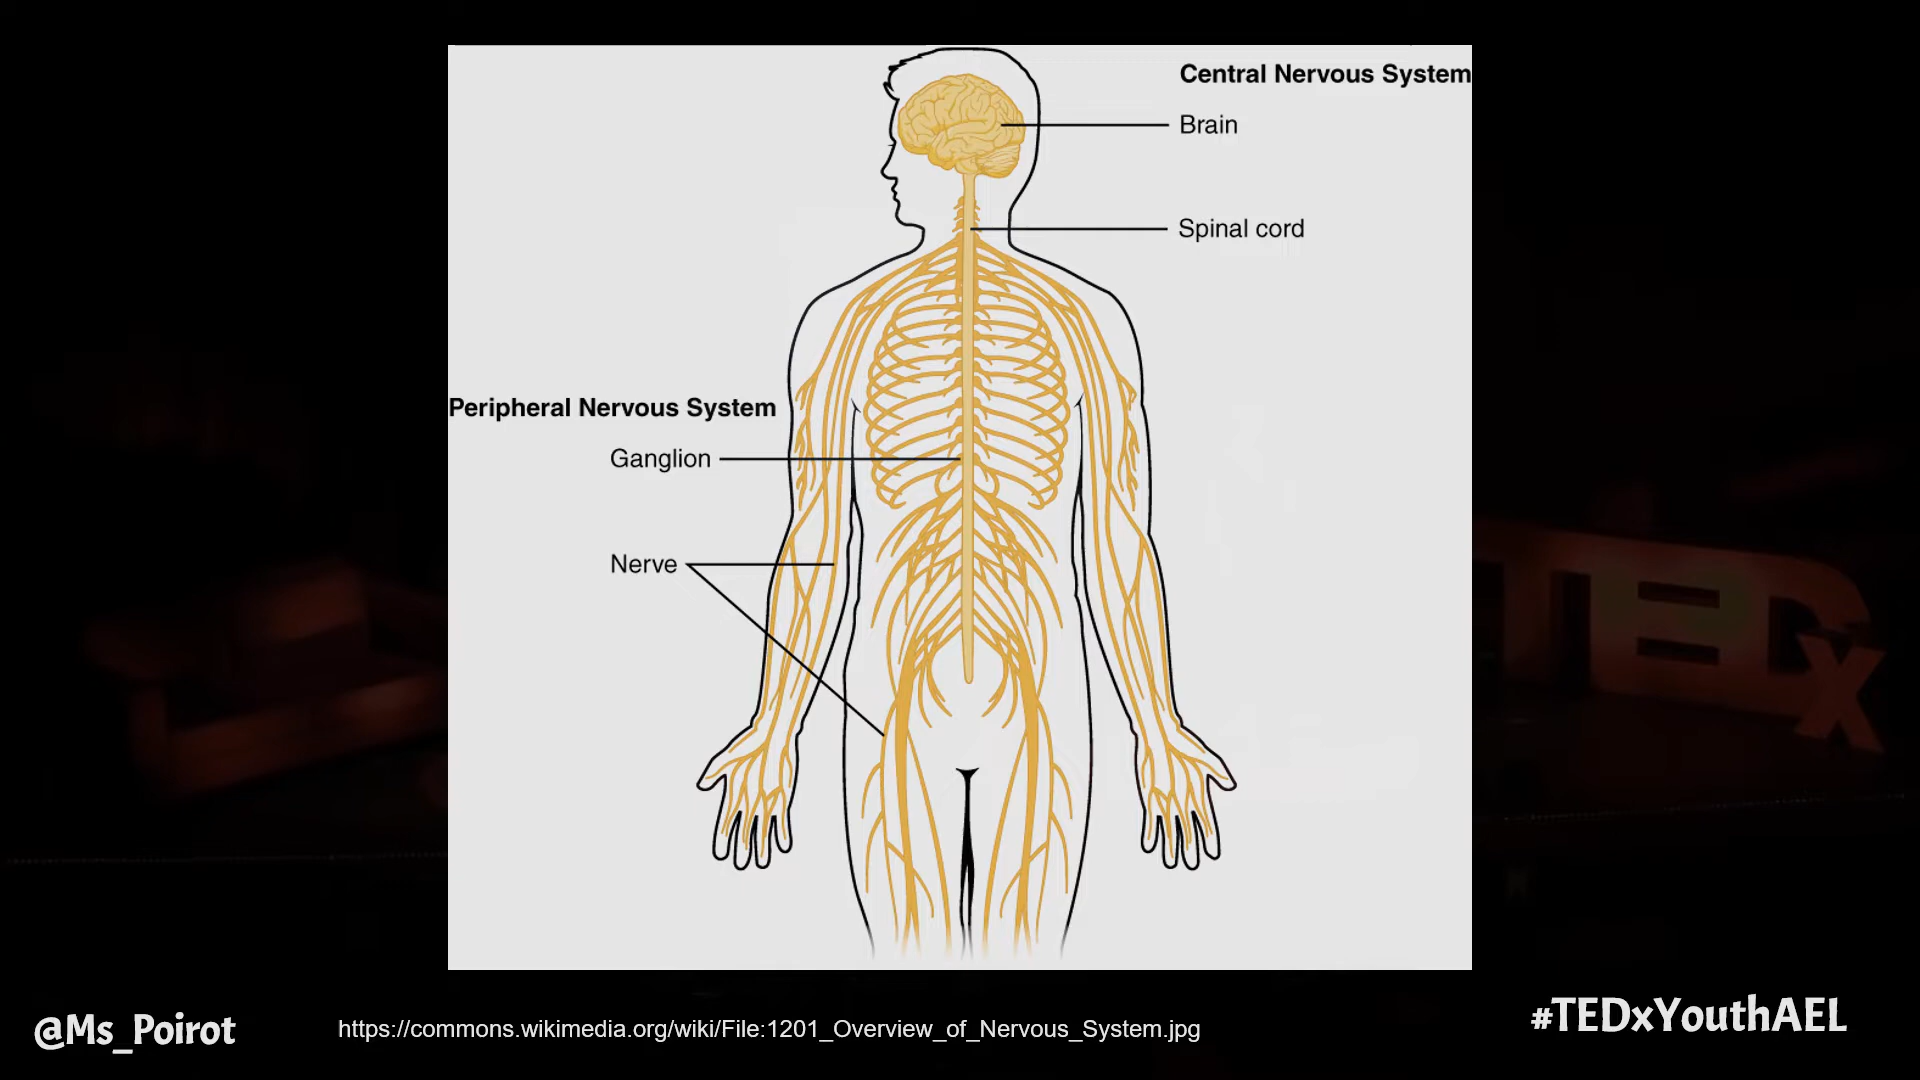 Central Nervous System
Brain
Spinal cord
Peripheral Nervous System
Ganglion
Nerve
TEDx
@Ms_Poirot
https://commons.wikimedia.org/wiki/File:1201_Overview_of_Nervous_System.jpg
#TEDxYouthAEL